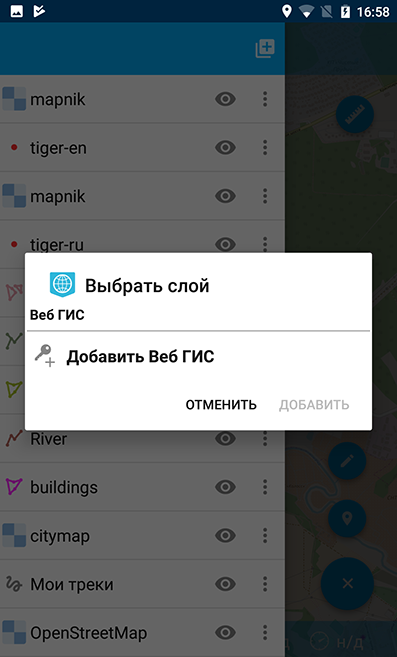 16:58
mapnik
tiger-en
mapnik
tiger-ru
Выбрать слой
Веб ГИС
Добавить Веб ГИС
ОТМЕНИТЬ ДОБАВИТЬ
River
buildings
citymap
Мои треки
OpenStreetMap
н/д